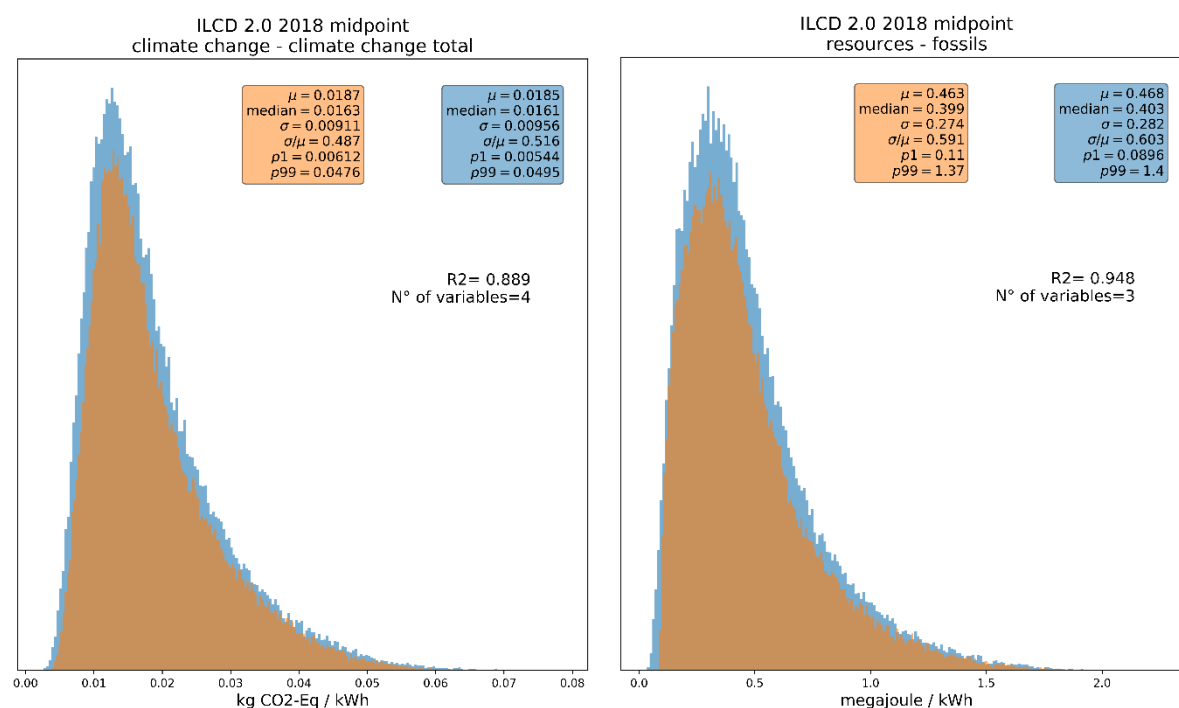 ILCD 2.0 2018 midpoint
climate change - climate change total
μ = 0.0187
median = 0.0163
σ = 0.00911
σ/μ = 0.487
p1 = 0.00612
p99 = 0.0476
μ = 0.0185
median = 0.0161
σ = 0.00956
σ/μ = 0.516
p1 = 0.00544
p99 = 0.0495
R2= 0.889
N° of variables=4
0.00 0.01 0.02 0.03 0.04 0.05 0.06 0.07 0.08
kg CO2-Eq / kWh
ILCD 2.0 2018 midpoint
resources - fossils
μ = 0.463
median = 0.399
σ = 0.274
σ/μ = 0.591
p1 = 0.11
p99 = 1.37
μ = 0.468
median = 0.403
σ = 0.282
σ/μ = 0.603
p1 = 0.0896
p99 = 1.4
R2= 0.948
N° of variables=3
0.0 0.5 1.0 1.5 2.0
megajoule / kWh